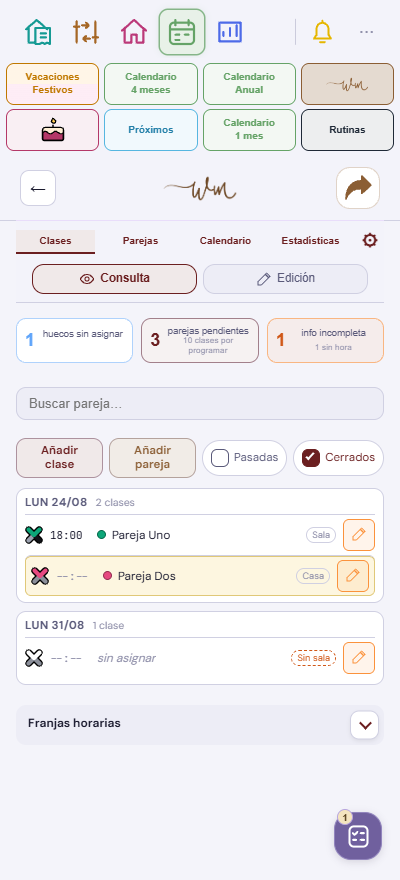 Vacaciones
Festivos
Calendario
4 meses
Calendario
Anual
Wm
Próximos
Calendario
1 mes
Rutinas
←
Wm
Clases
Parejas
Calendario
Estadísticas
Consulta
Edición
1
huecos sin asignar
3
parejas pendientes
10 clases por
programar
1
info incompleta
1 sin hora
Buscar pareja...
Añadir
clase
Añadir
pareja
Pasadas
Cerrados
LUN 24/08 2 clases
18:00 Pareja Uno Sala
--:-- Pareja Dos Casa
LUN 31/08 1 clase
--:-- sin asignar Sin sala
Franjas horarias
1